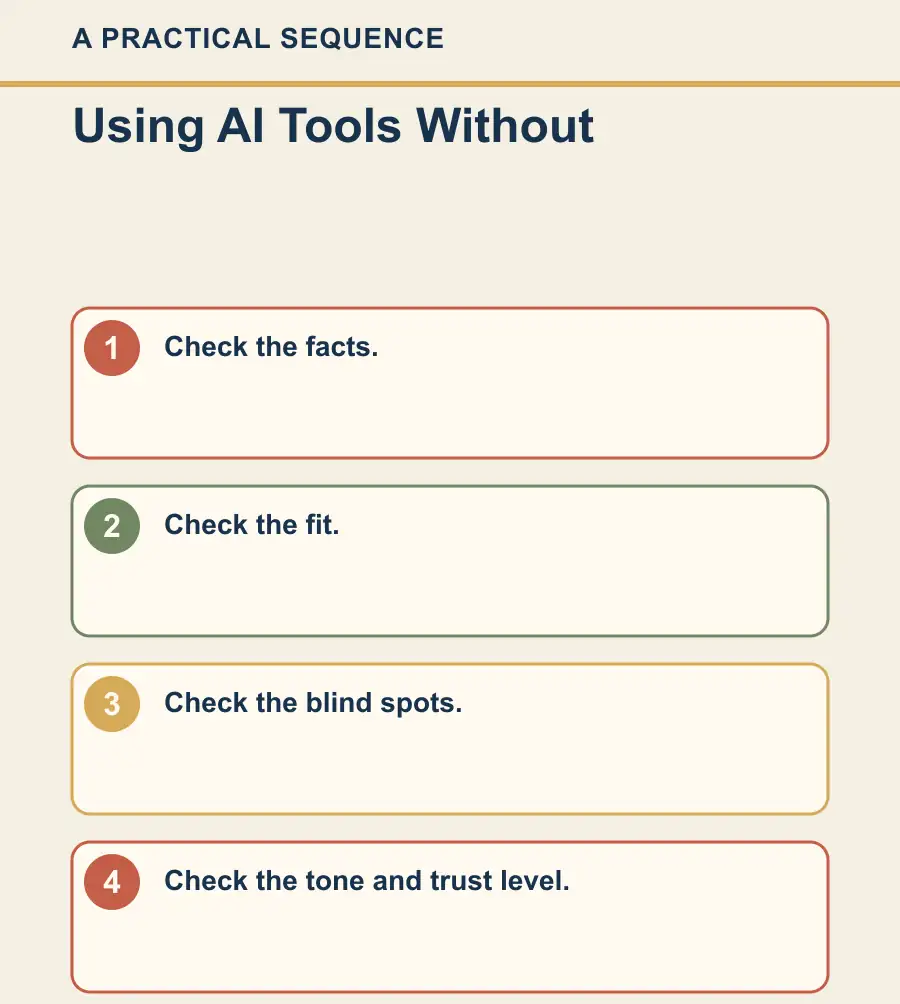 A PRACTICAL SEQUENCE
Using AI Tools Without
1
Check the facts.
2
Check the fit.
3
Check the blind spots.
4
Check the tone and trust level.